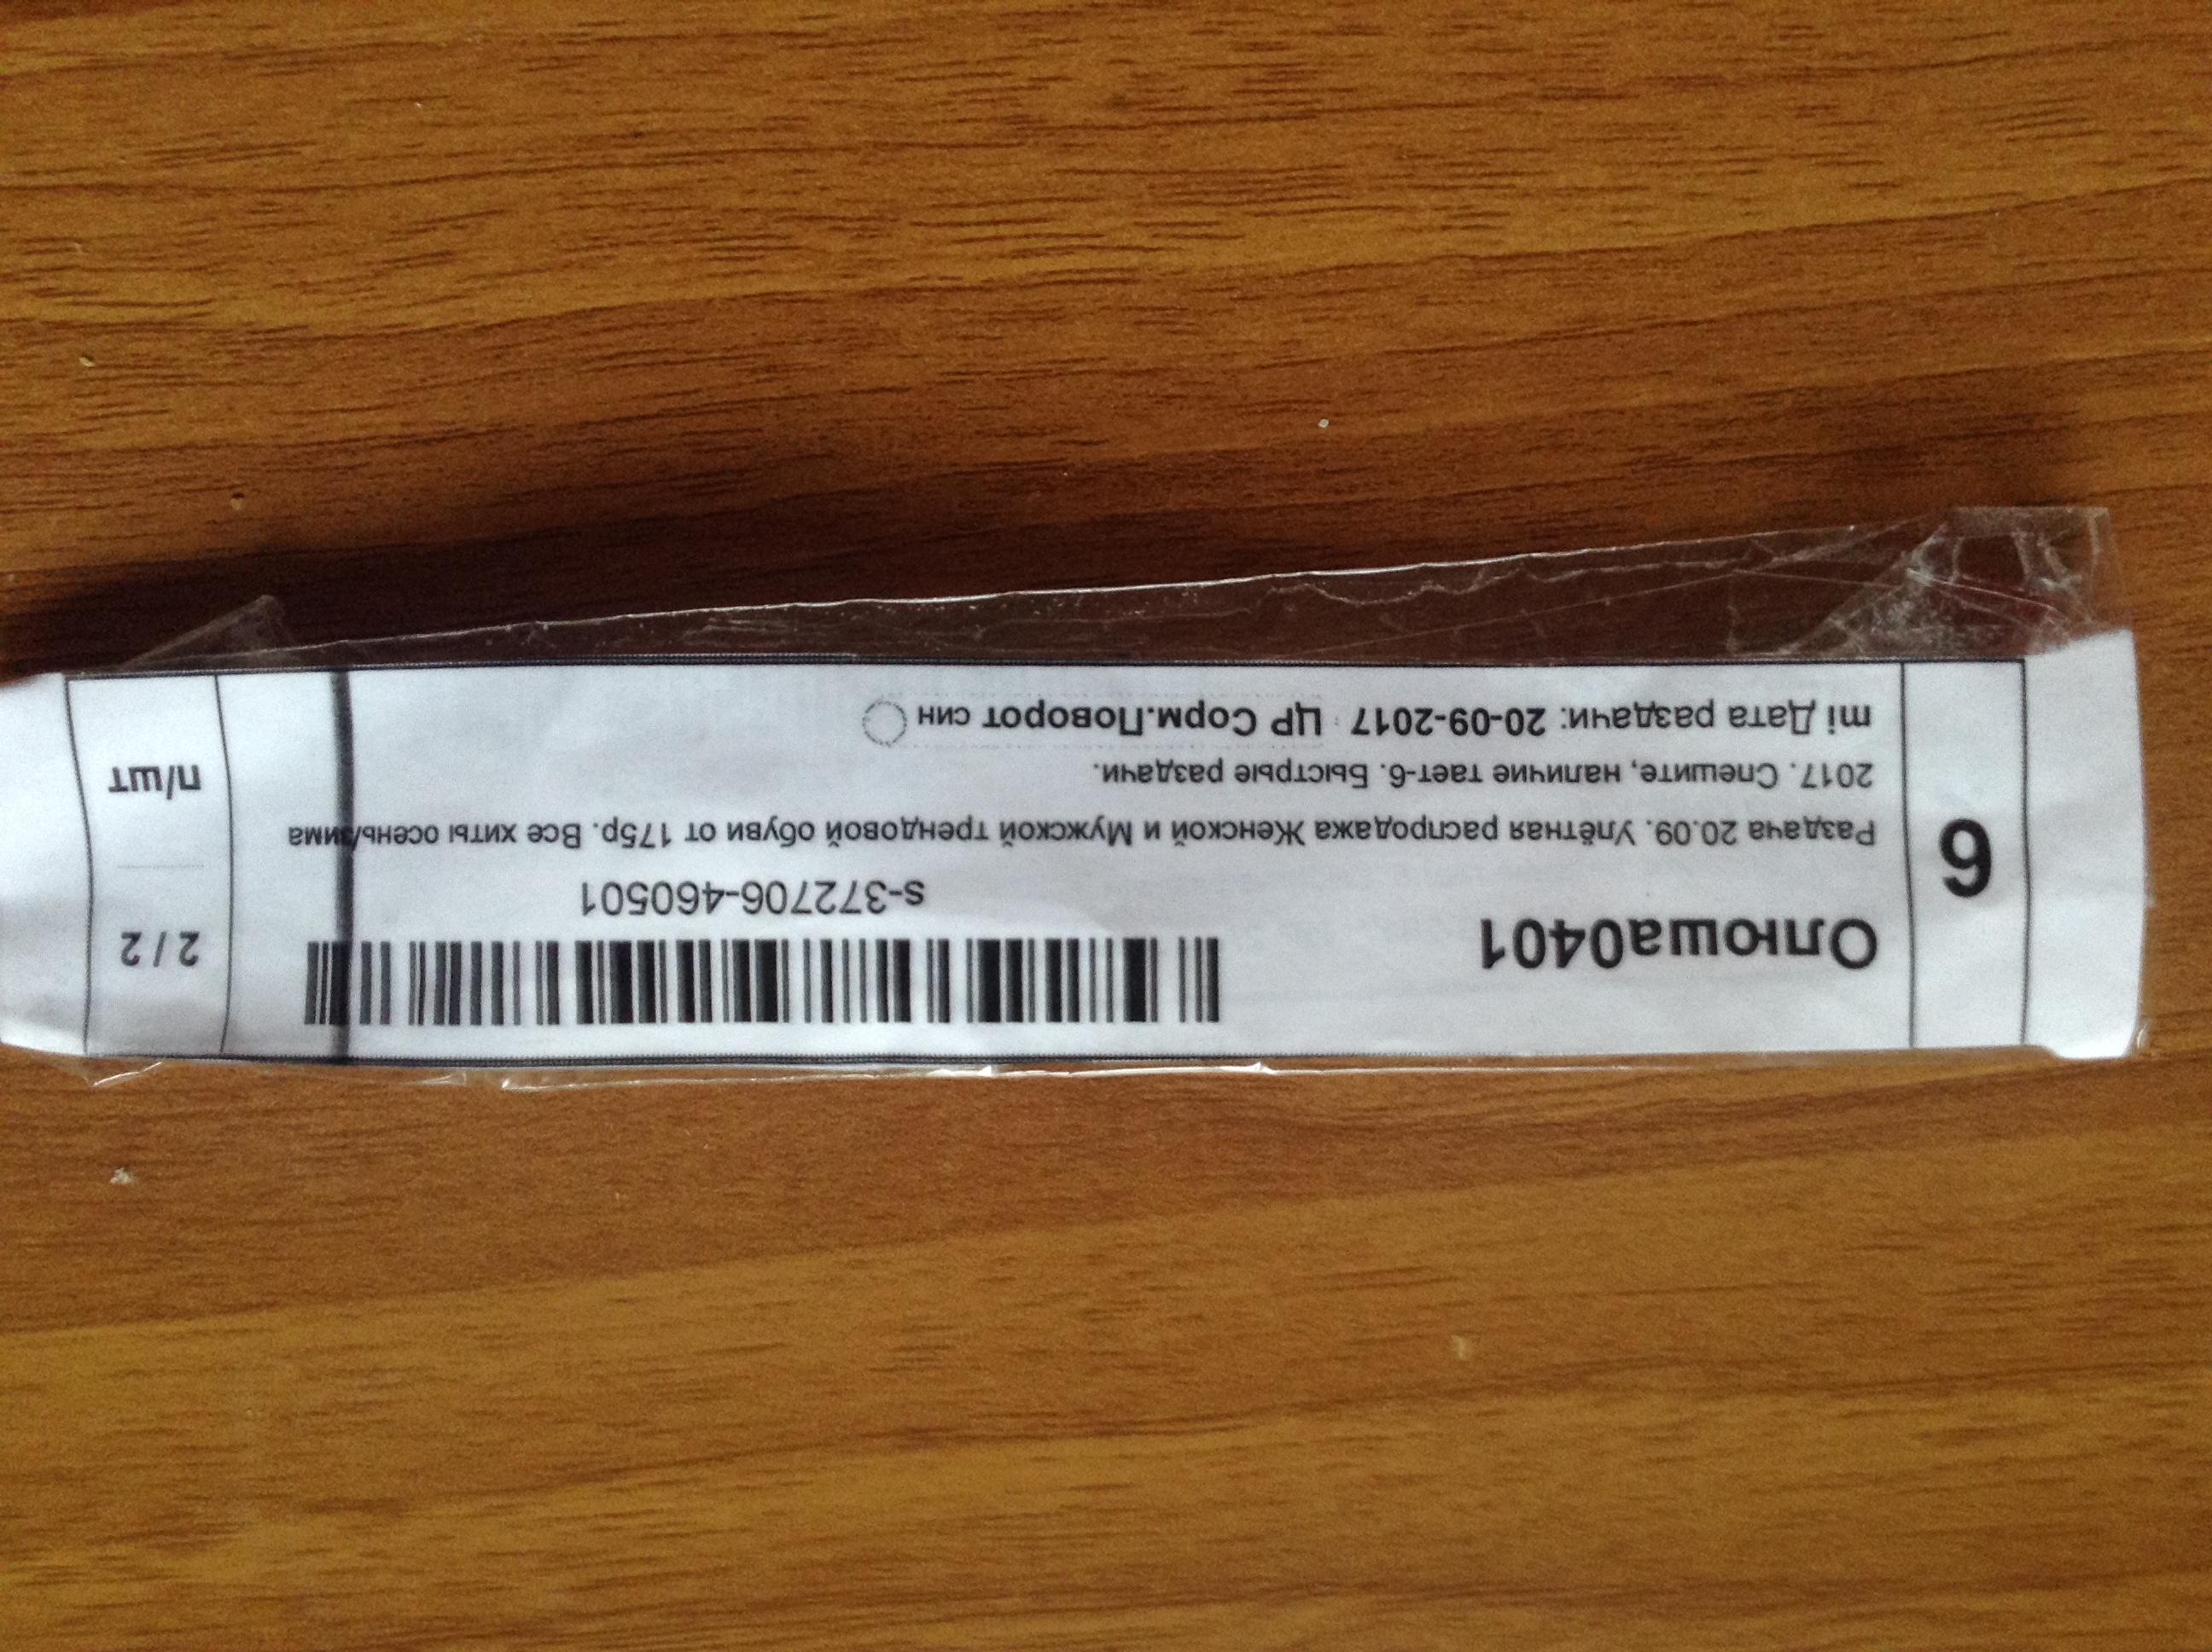 6
Олюша0401
s-372706-460501
Раздача 20.09. Улётная распродажа Женской и Мужской трендовой обуви от 175р. Все хиты осень/зима
2017. Спешите, наличие тает-6. Быстрые раздачи.
mi Дата раздачи: 20-09-2017 ЦР Сорм.Поворот син
2 / 2
п/шт